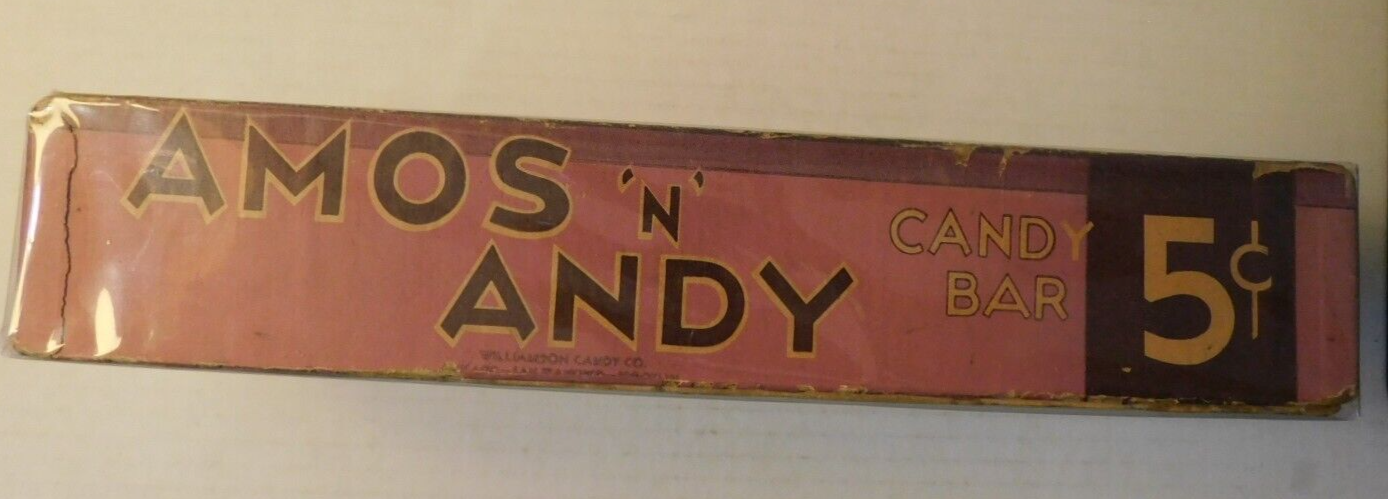 AMOS 'N'
ANDY
CANDY
BAR
5¢
WILLIAMSON CANDY CO.